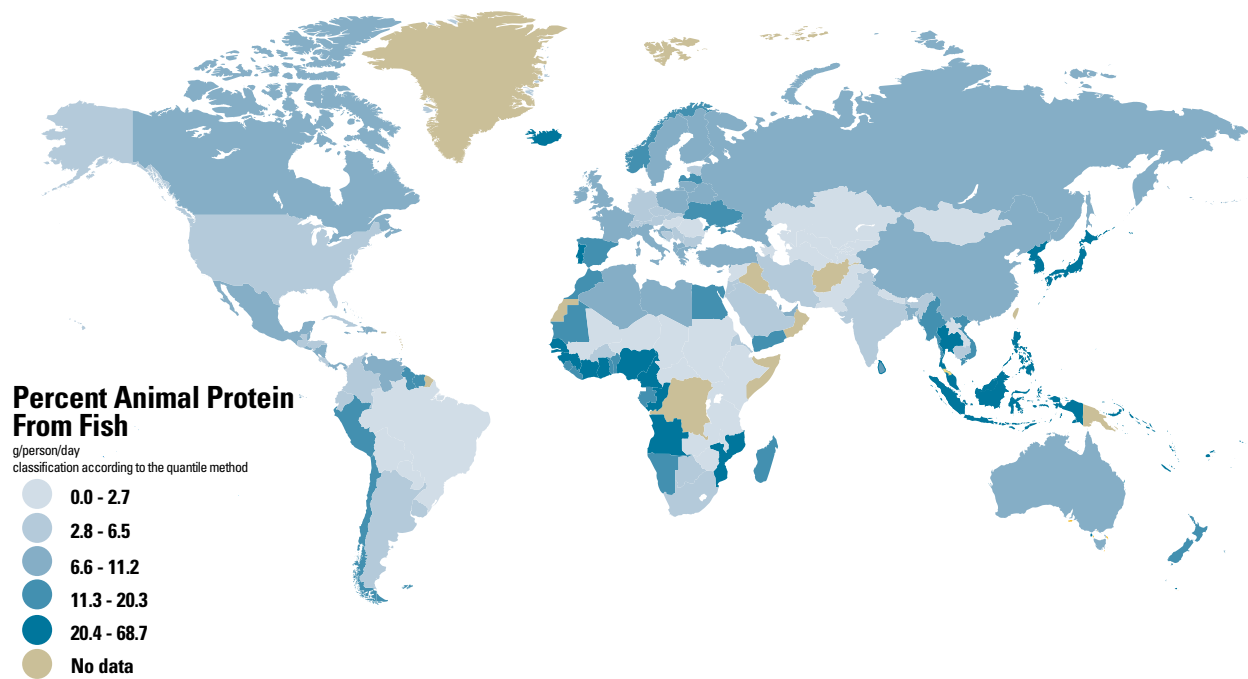 Percent Animal Protein
From Fish
g/person/day
classification according to the quantile method
0.0 - 2.7
2.8 - 6.5
6.6 - 11.2
11.3 - 20.3
20.4 - 68.7
No data